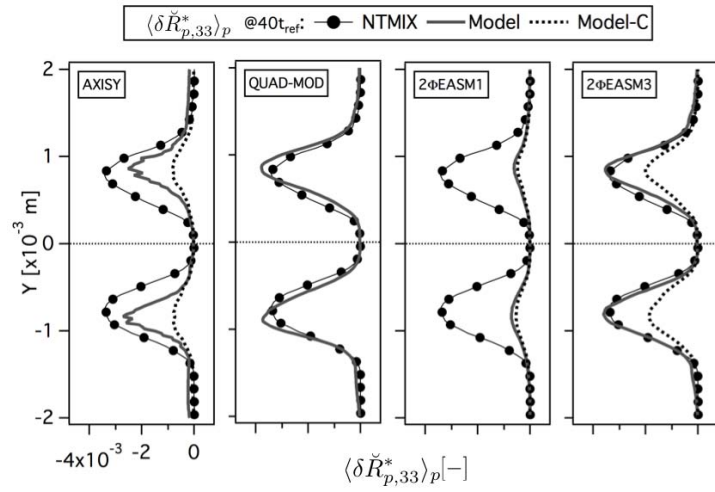 ⟨δR̆*p,33⟩p @40tref: NTMIX Model Model-C
AXISY QUAD-MOD 2ΦEASM1 2ΦEASM3
2
1
0
-1
-2
Y [x10⁻³ m]
-4x10⁻³ -2 0
⟨δR̆*p,33⟩p[−]